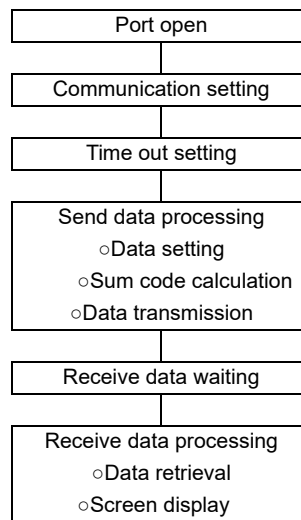 Port open
Communication setting
Time out setting
Send data processing
○Data setting
○Sum code calculation
○Data transmission
Receive data waiting
Receive data processing
○Data retrieval
○Screen display